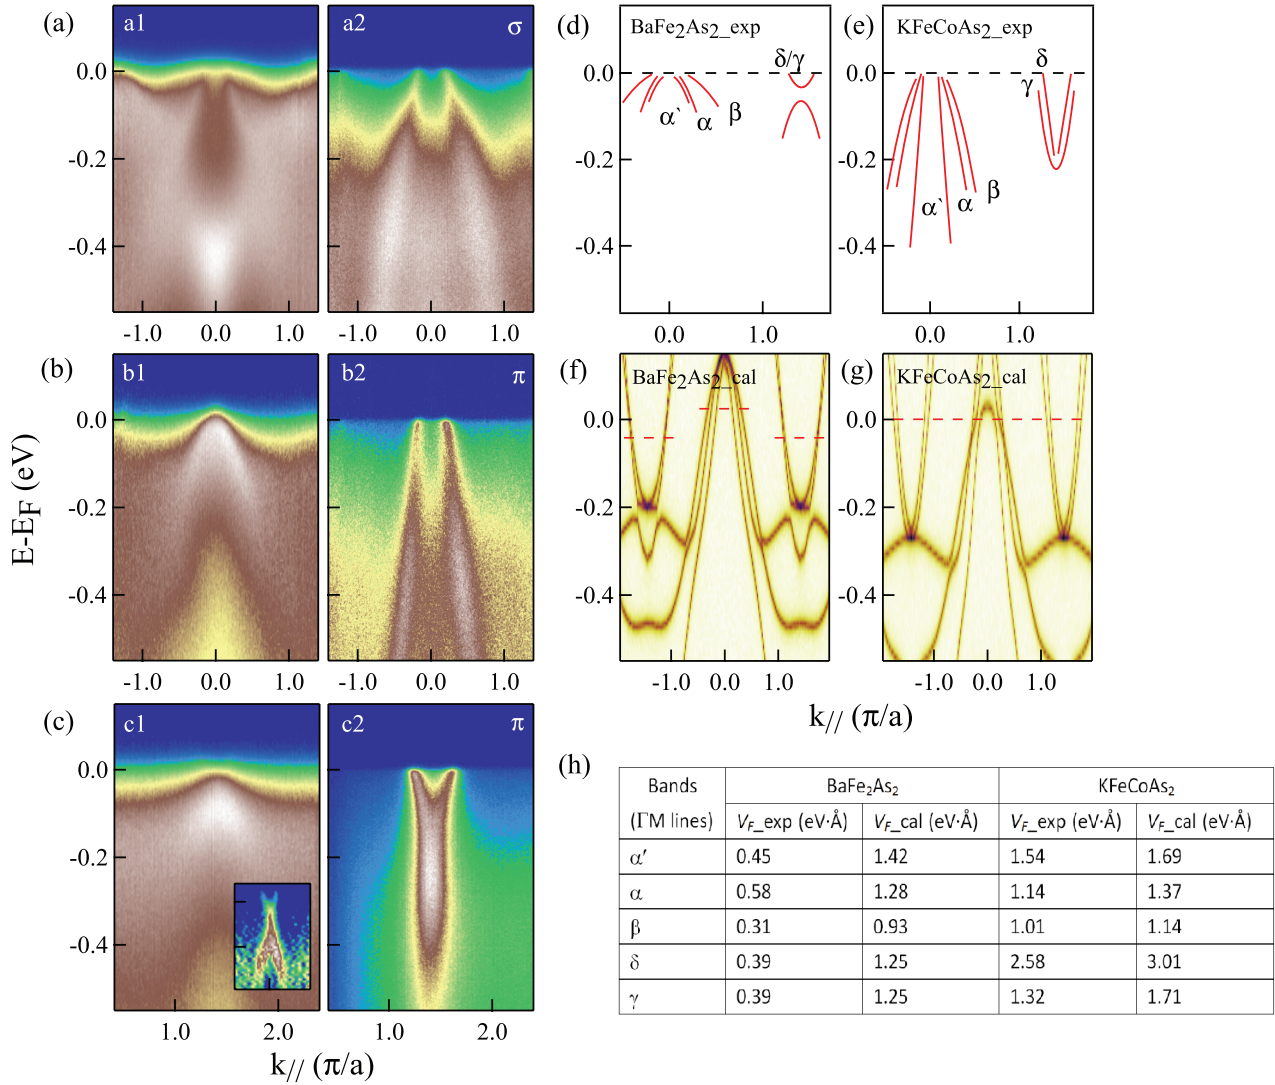 (a) a1 a2 σ
0.0
-0.2
-0.4
-1.0 0.0 1.0 -1.0 0.0 1.0
(d) BaFe2As2_exp
δ/γ
α` α β
0.0
-0.2
-0.4
0.0 1.0
(e) KFeCoAs2_exp
δ
γ
α` α β
0.0
-0.2
-0.4
0.0 1.0
(b) b1 b2 π
0.0
-0.2
-0.4
-1.0 0.0 1.0 -1.0 0.0 1.0
E-EF (eV)
(f) BaFe2As2_cal
0.0
-0.2
-0.4
-1.0 0.0 1.0
(g) KFeCoAs2_cal
0.0
-0.2
-0.4
-1.0 0.0 1.0
k// (π/a)
(c) c1 c2 π
0.0
-0.2
-0.4
1.0 2.0 1.0 2.0
k// (π/a)
(h)
Bands BaFe2As2 KFeCoAs2
(ΓM lines) VF_exp (eV·Å) VF_cal (eV·Å) VF_exp (eV·Å) VF_cal (eV·Å)
α′ 0.45 1.42 1.54 1.69
α 0.58 1.28 1.14 1.37
β 0.31 0.93 1.01 1.14
δ 0.39 1.25 2.58 3.01
γ 0.39 1.25 1.32 1.71